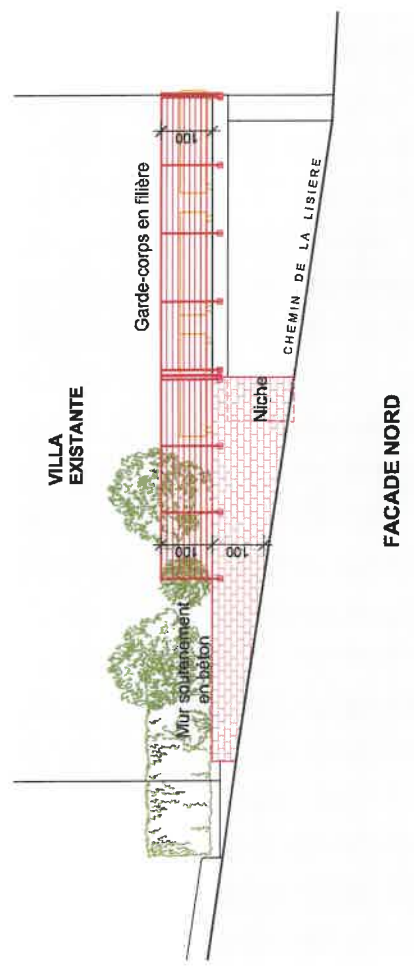 VILLA
EXISTANTE
Garde-corps en filière
100
100
100
Mur soutenement
en béton
Niche
CHEMIN DE LA LISIERE
FACADE NORD